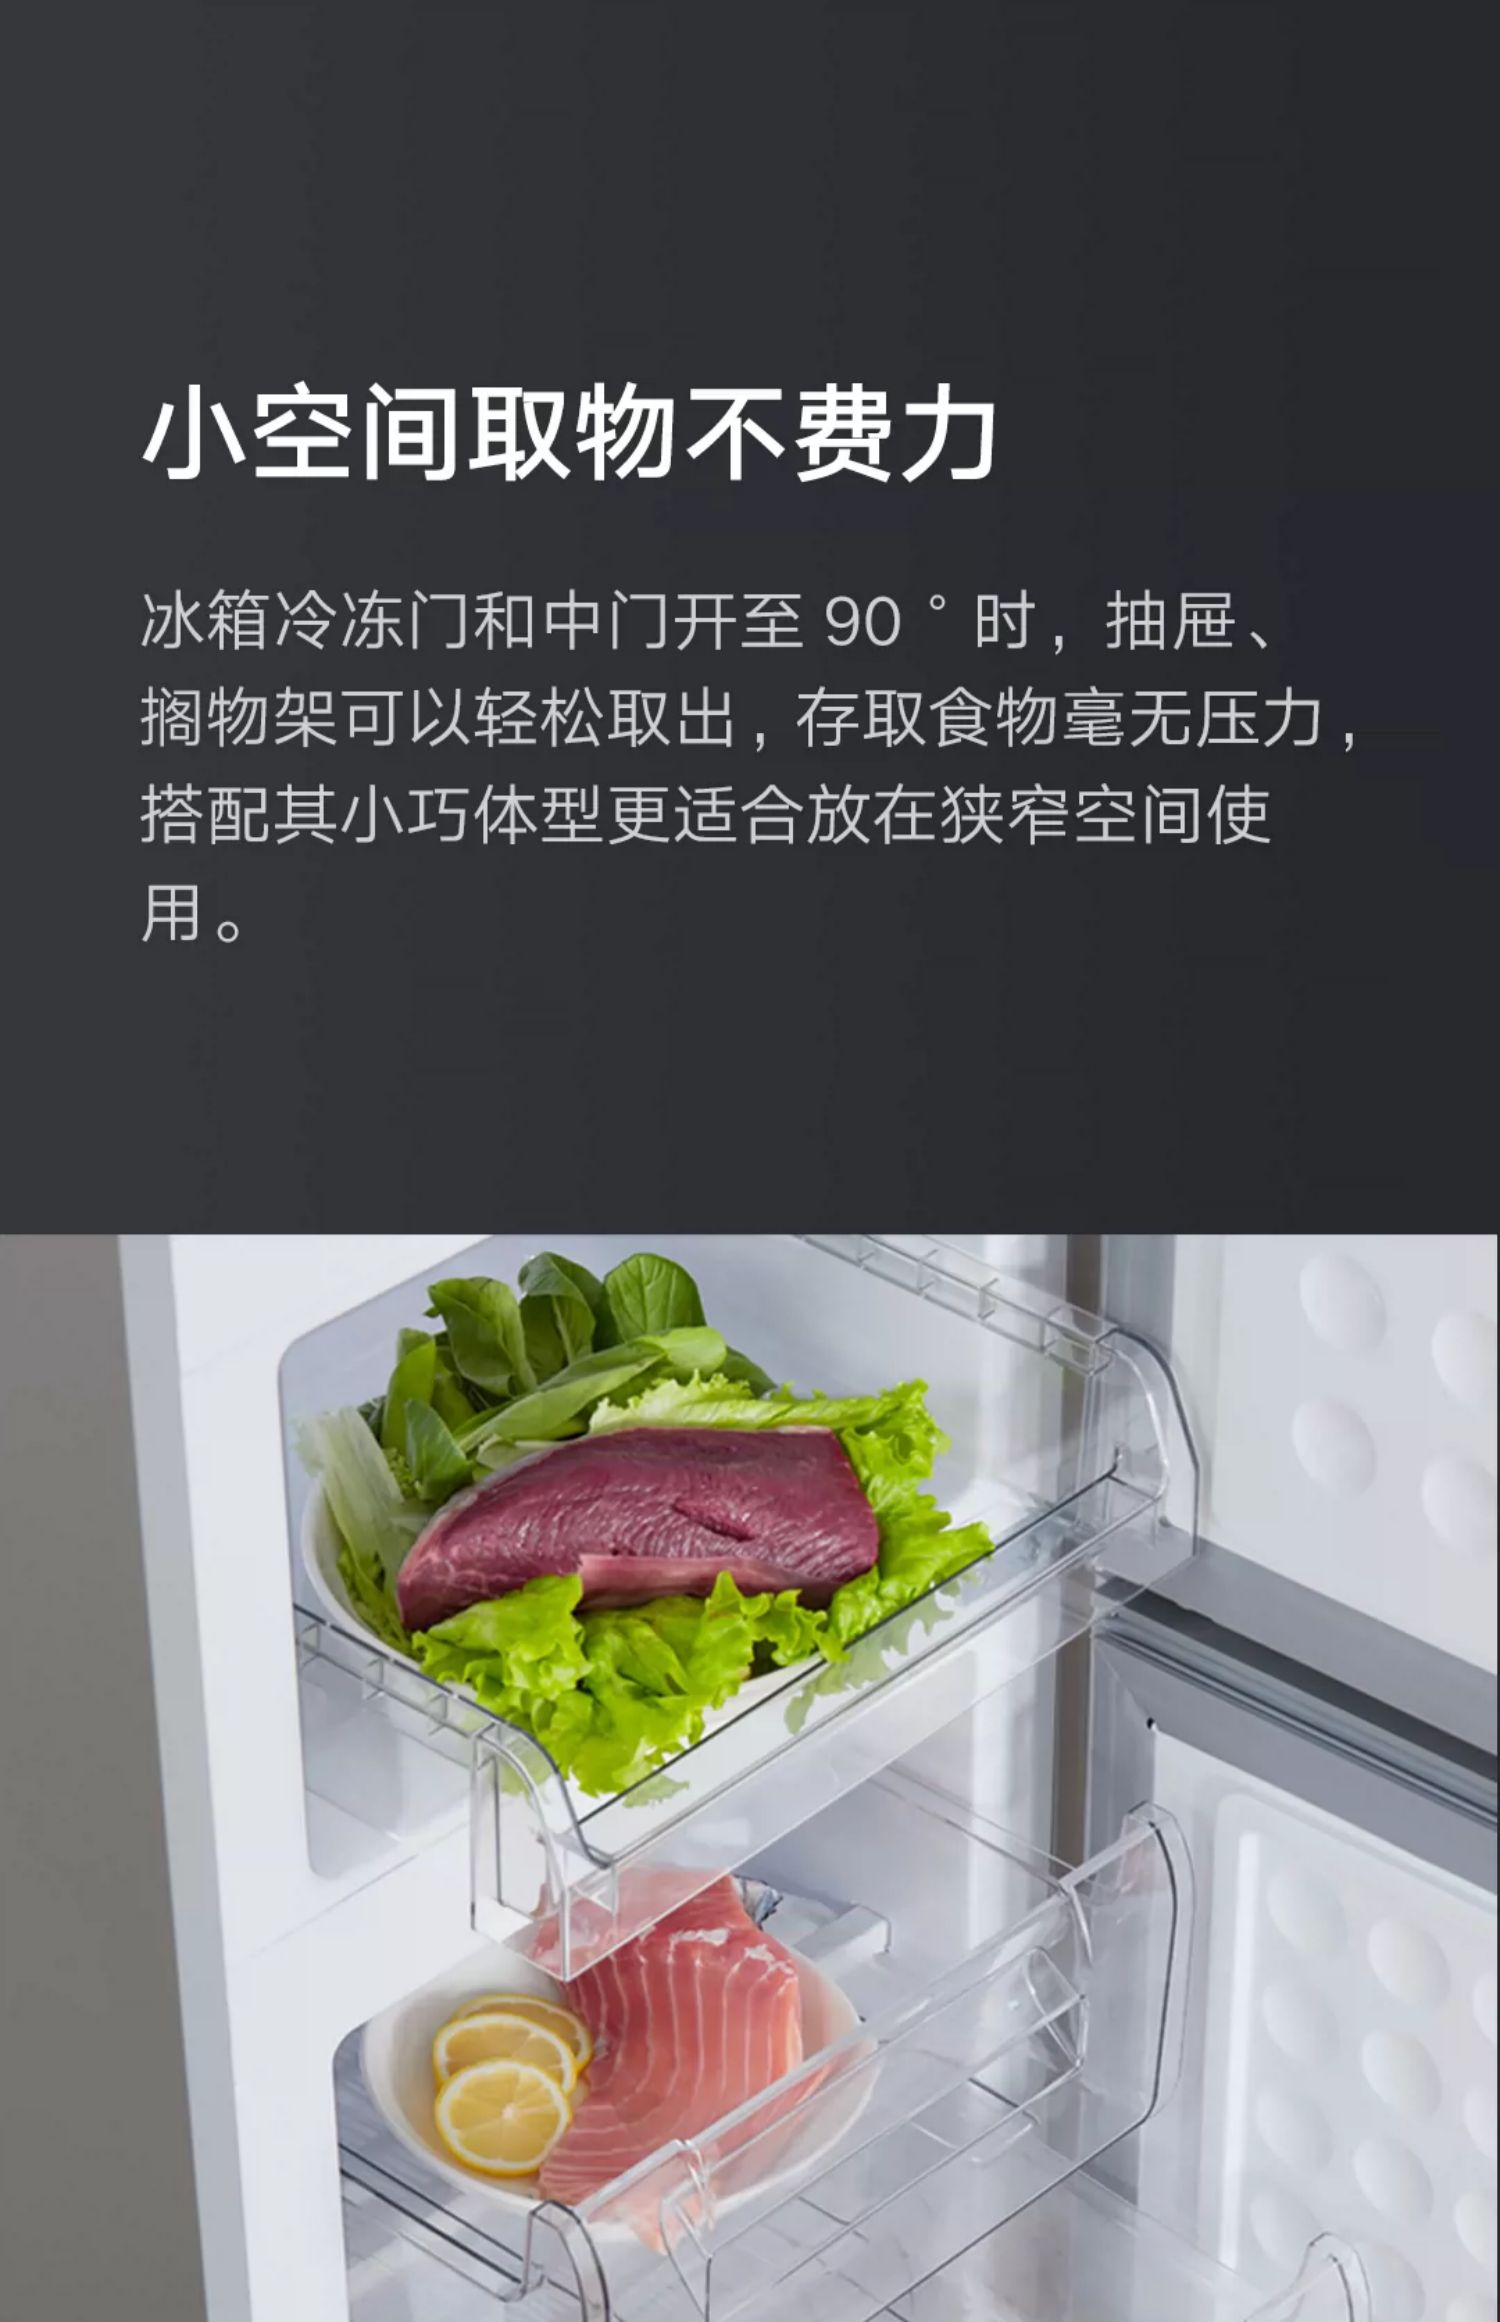 小空间取物不费力
冰箱冷冻门和中门开至 90 ° 时，抽屉、
搁物架可以轻松取出，存取食物毫无压力，
搭配其小巧体型更适合放在狭窄空间使
用。